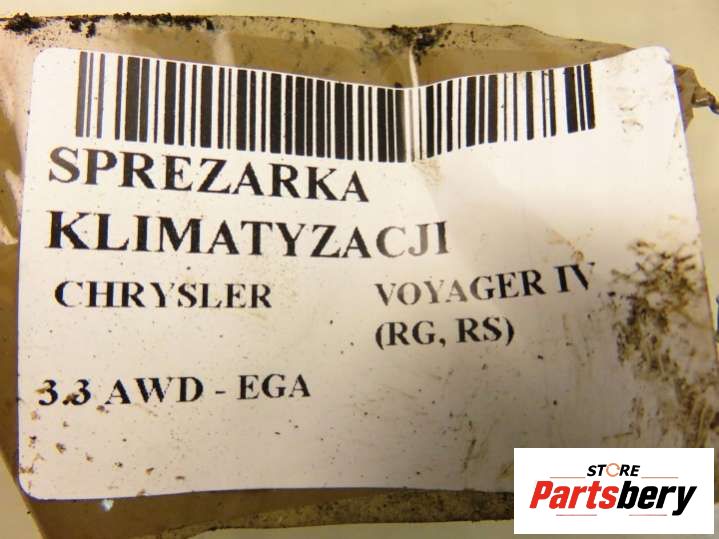 SPREZARKA
KLIMATYZACJI
CHRYSLER VOYAGER IV
(RG, RS)
3.3 AWD - EGA
STORE
Partsbery